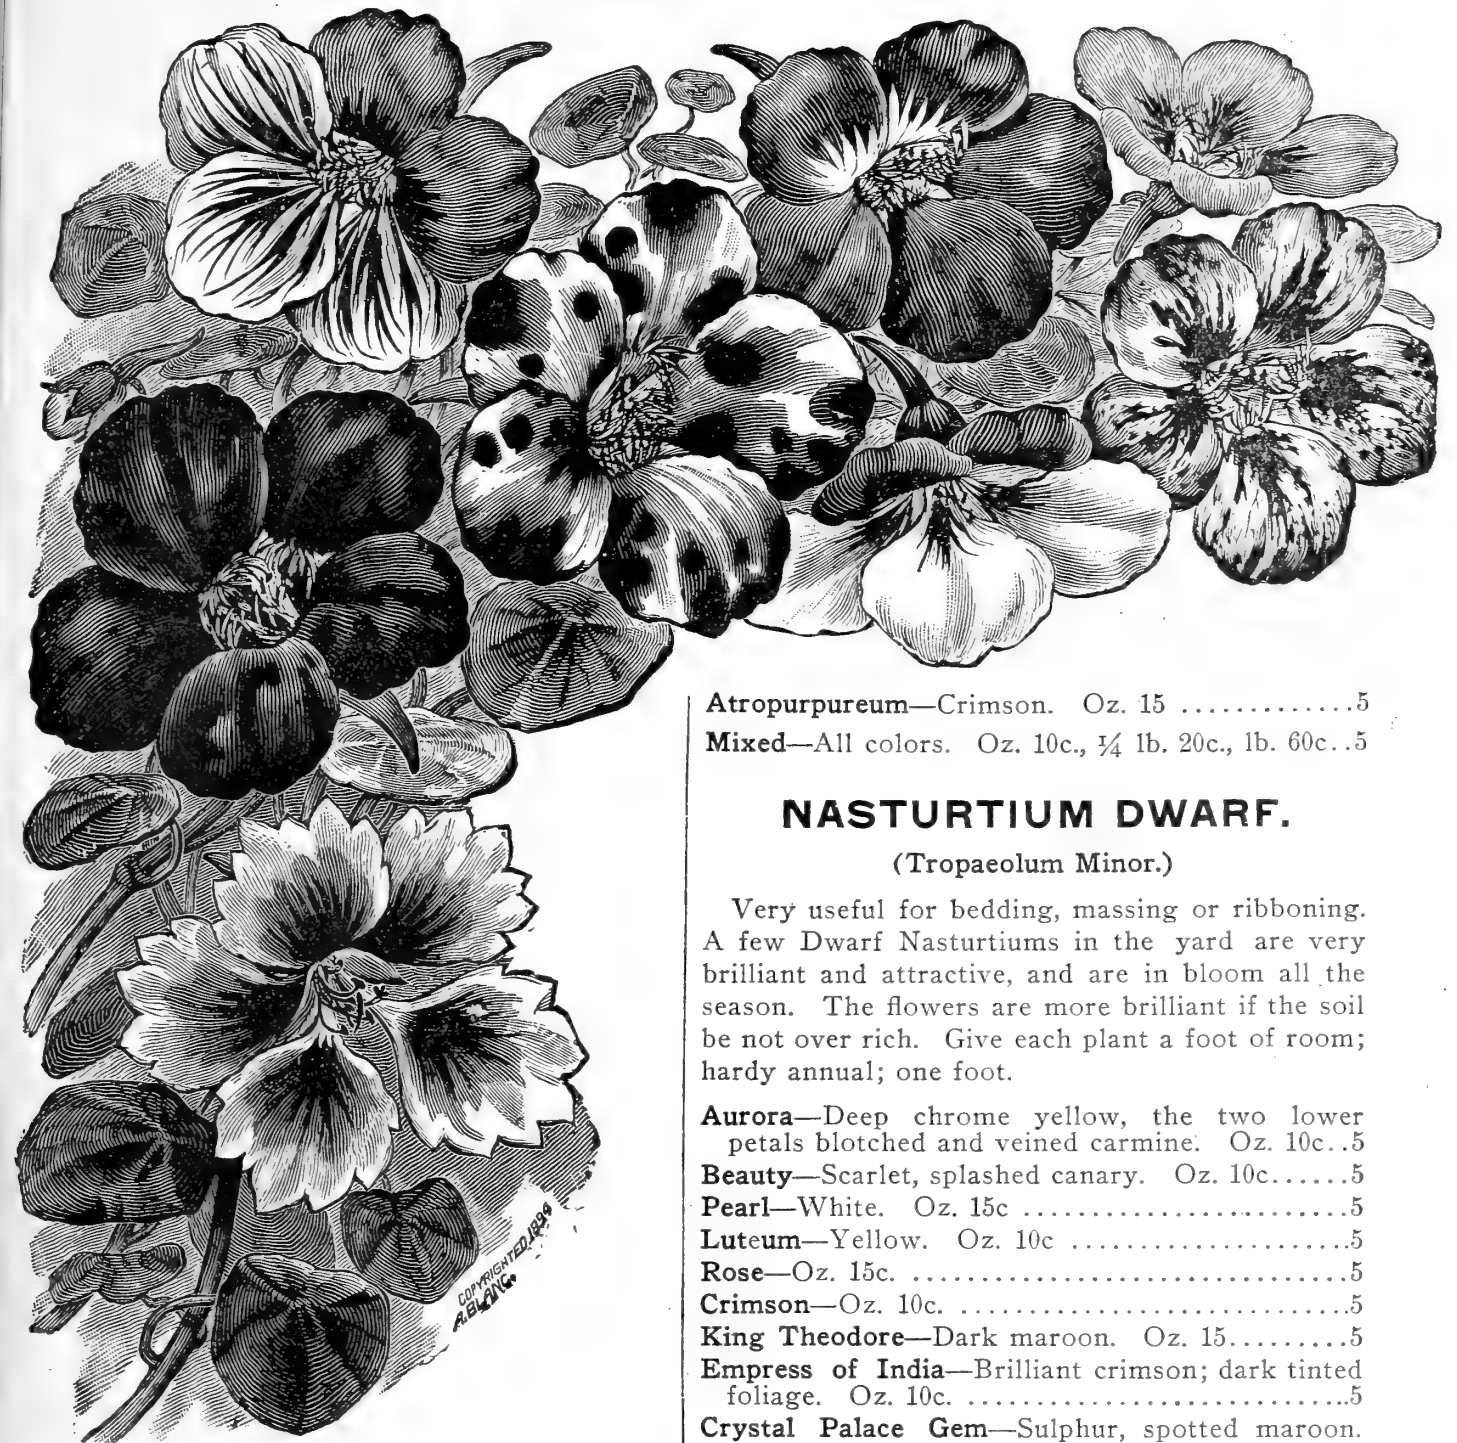 Atropurpureum—Crimson. Oz. 15 .............5
Mixed—All colors. Oz. 10c., ¼ lb. 20c., lb. 60c..5
NASTURTIUM DWARF.
(Tropaeolum Minor.)
Very useful for bedding, massing or ribboning.
A few Dwarf Nasturtiums in the yard are very
brilliant and attractive, and are in bloom all the
season. The flowers are more brilliant if the soil
be not over rich. Give each plant a foot of room;
hardy annual; one foot.
Aurora—Deep chrome yellow, the two lower
petals blotched and veined carmine. Oz. 10c..5
Beauty—Scarlet, splashed canary. Oz. 10c......5
Pearl—White. Oz. 15c ........................5
Luteum—Yellow. Oz. 10c .....................5
Rose—Oz. 15c. ................................5
Crimson—Oz. 10c. .............................5
King Theodore—Dark maroon. Oz. 15.........5
Empress of India—Brilliant crimson; dark tinted
foliage. Oz. 10c. .............................5
Crystal Palace Gem—Sulphur, spotted maroon.
COPYRIGHTED 1894
A. BLANC.